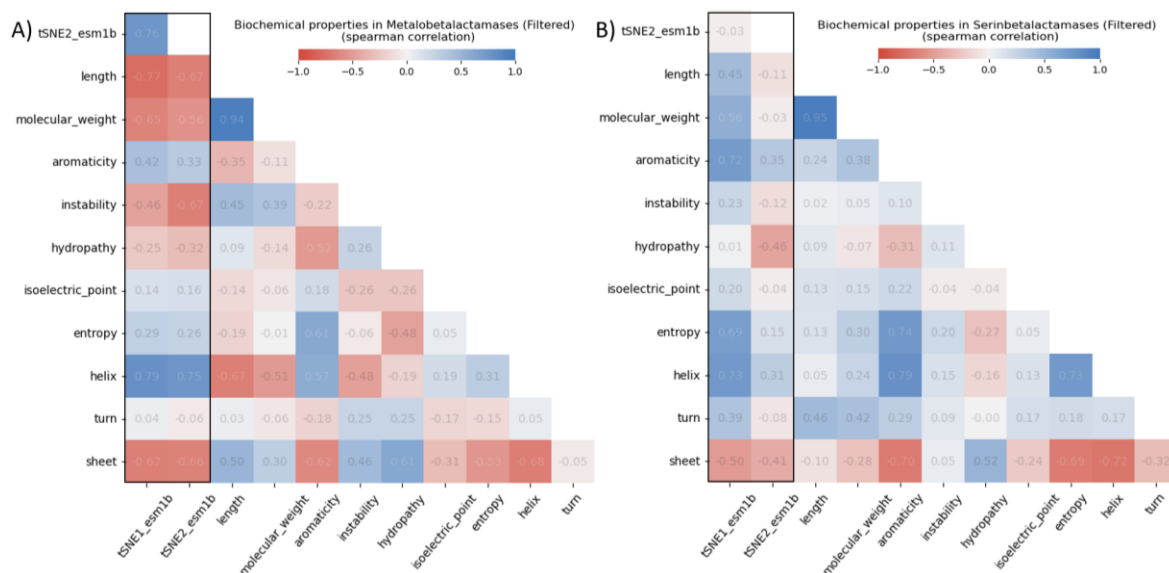 A)
Biochemical properties in Metalobetalactamases (Filtered)
(spearman correlation)
−1.0 −0.5 0.0 0.5 1.0
tSNE2_esm1b 0.76
length -0.77 -0.67
molecular_weight -0.65 -0.56 0.94
aromaticity 0.42 0.33 -0.35 -0.11
instability -0.46 -0.67 0.45 0.39 -0.22
hydropathy -0.25 -0.32 0.09 -0.14 -0.52 0.26
isoelectric_point 0.14 0.16 -0.14 -0.06 0.18 -0.26 -0.26
entropy 0.29 0.26 -0.19 -0.01 0.61 -0.06 -0.48 0.05
helix 0.79 0.75 -0.67 -0.51 0.57 -0.48 -0.19 0.19 0.31
turn 0.04 -0.06 0.03 -0.06 -0.18 0.25 0.25 -0.17 -0.15 0.05
sheet -0.67 -0.66 0.50 0.30 -0.62 0.46 0.61 -0.31 -0.53 -0.68 -0.05
tSNE1_esm1b tSNE2_esm1b length molecular_weight aromaticity instability hydropathy isoelectric_point entropy helix turn
B)
Biochemical properties in Serinbetalactamases (Filtered)
(spearman correlation)
−1.0 −0.5 0.0 0.5 1.0
tSNE2_esm1b -0.03
length 0.45 -0.11
molecular_weight 0.56 -0.03 0.95
aromaticity 0.72 0.35 0.24 0.38
instability 0.23 -0.12 0.02 0.05 0.10
hydropathy 0.01 -0.46 0.09 -0.07 -0.31 0.11
isoelectric_point 0.20 -0.04 0.13 0.15 0.22 -0.04 -0.04
entropy 0.69 0.15 0.13 0.30 0.74 0.20 -0.27 0.05
helix 0.73 0.31 0.05 0.24 0.79 0.15 -0.16 0.13 0.73
turn 0.39 -0.08 0.46 0.42 0.29 0.09 -0.00 0.17 0.18 0.17
sheet -0.50 -0.41 -0.10 -0.28 -0.70 0.05 0.52 -0.24 -0.69 -0.72 -0.32
tSNE1_esm1b tSNE2_esm1b length molecular_weight aromaticity instability hydropathy isoelectric_point entropy helix turn